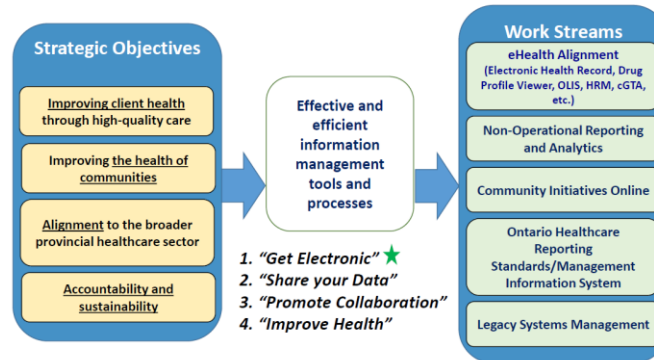 Strategic Objectives
Improving client health
through high-quality care
Improving the health of
communities
Alignment to the broader
provincial healthcare sector
Accountability and
sustainability
Effective and
efficient
information
management
tools and
processes
1. “Get Electronic”
2. “Share your Data”
3. “Promote Collaboration”
4. “Improve Health”
Work Streams
eHealth Alignment
(Electronic Health Record, Drug
Profile Viewer, OLIS, HRM, cGTA,
etc.)
Non-Operational Reporting
and Analytics
Community Initiatives Online
Ontario Healthcare
Reporting
Standards/Management
Information System
Legacy Systems Management